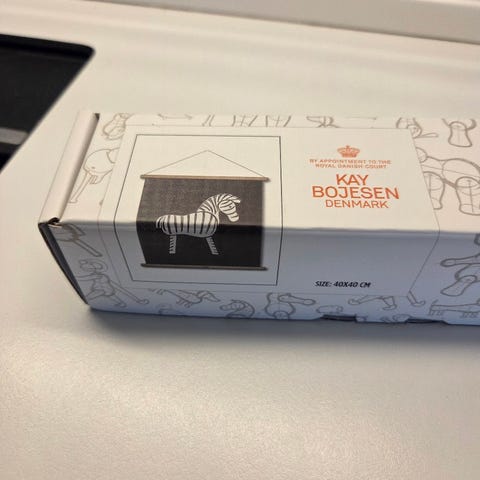 BY APPOINTMENT TO THE
ROYAL DANISH COURT
KAY
BOJESEN
DENMARK
SIZE: 40X40 CM